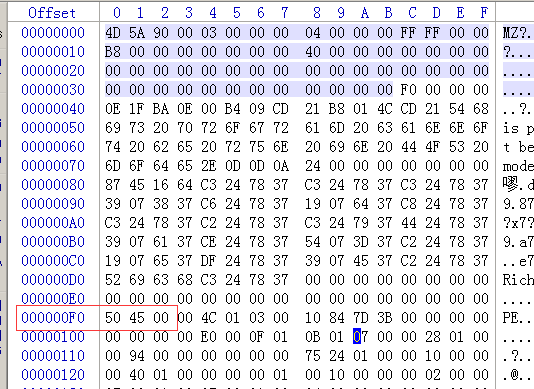 Offset 0 1 2 3 4 5 6 7 8 9 A B C D E F
00000000 4D 5A 90 00 03 00 00 00 04 00 00 00 FF FF 00 00 MZ?.
00000010 B8 00 00 00 00 00 00 00 40 00 00 00 00 00 00 00 ?...
00000020 00 00 00 00 00 00 00 00 00 00 00 00 00 00 00 00 ....
00000030 00 00 00 00 00 00 00 00 00 00 00 00 F0 00 00 00 ....
00000040 0E 1F BA 0E 00 B4 09 CD 21 B8 01 4C CD 21 54 68 ..?.
00000050 69 73 20 70 72 6F 67 72 61 6D 20 63 61 6E 6E 6F is p
00000060 74 20 62 65 20 72 75 6E 20 69 6E 20 44 4F 53 20 t be
00000070 6D 6F 64 65 2E 0D 0D 0A 24 00 00 00 00 00 00 00 mode
00000080 87 45 16 64 C3 24 78 37 C3 24 78 37 C3 24 78 37 嘐.d
00000090 39 07 38 37 C6 24 78 37 19 07 64 37 C8 24 78 37 9.87
000000A0 C3 24 78 37 C2 24 78 37 C3 24 79 37 44 24 78 37 ?x7?
000000B0 39 07 61 37 CE 24 78 37 54 07 3D 37 C2 24 78 37 9.a7
000000C0 19 07 65 37 DF 24 78 37 39 07 45 37 C2 24 78 37 ..e7
000000D0 52 69 63 68 C3 24 78 37 00 00 00 00 00 00 00 00 Rich
000000E0 00 00 00 00 00 00 00 00 00 00 00 00 00 00 00 00 ....
000000F0 50 45 00 00 4C 01 03 00 10 84 7D 3B 00 00 00 00 PE..
00000100 00 00 00 00 E0 00 0F 01 0B 01 07 00 00 28 01 00 ....
00000110 00 94 00 00 00 00 00 00 75 24 01 00 00 10 00 00 .?..
00000120 00 40 01 00 00 00 00 01 00 10 00 00 00 02 00 00 .@..